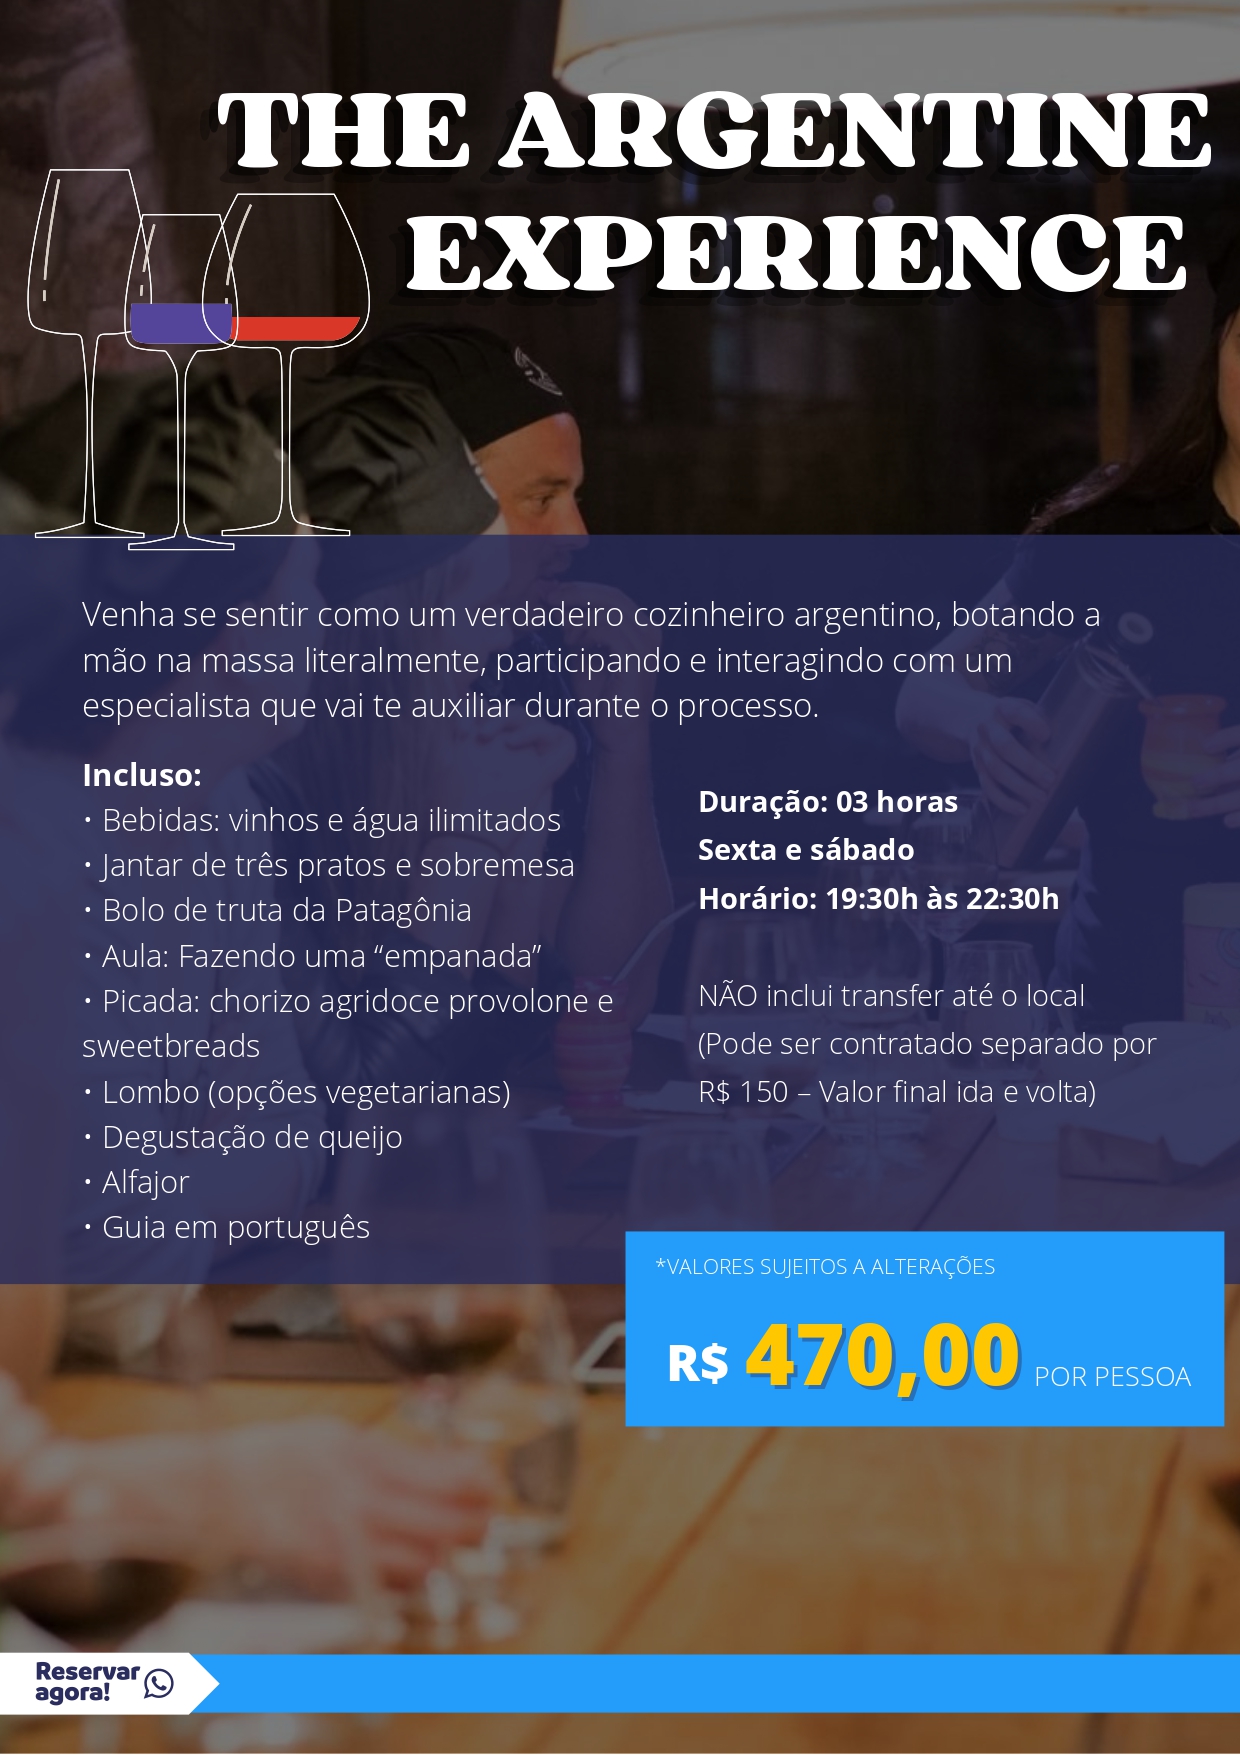 THE ARGENTINE
EXPERIENCE
Venha se sentir como um verdadeiro cozinheiro argentino, botando a
mão na massa literalmente, participando e interagindo com um
especialista que vai te auxiliar durante o processo.
Incluso:
• Bebidas: vinhos e água ilimitados
• Jantar de três pratos e sobremesa
• Bolo de truta da Patagônia
• Aula: Fazendo uma “empanada”
• Picada: chorizo agridoce provolone e
sweetbreads
• Lombo (opções vegetarianas)
• Degustação de queijo
• Alfajor
• Guia em português
Duração: 03 horas
Sexta e sábado
Horário: 19:30h às 22:30h
NÃO inclui transfer até o local
(Pode ser contratado separado por
R$ 150 – Valor final ida e volta)
*VALORES SUJEITOS A ALTERAÇÕES
R$ 470,00 POR PESSOA
Reservar
agora!